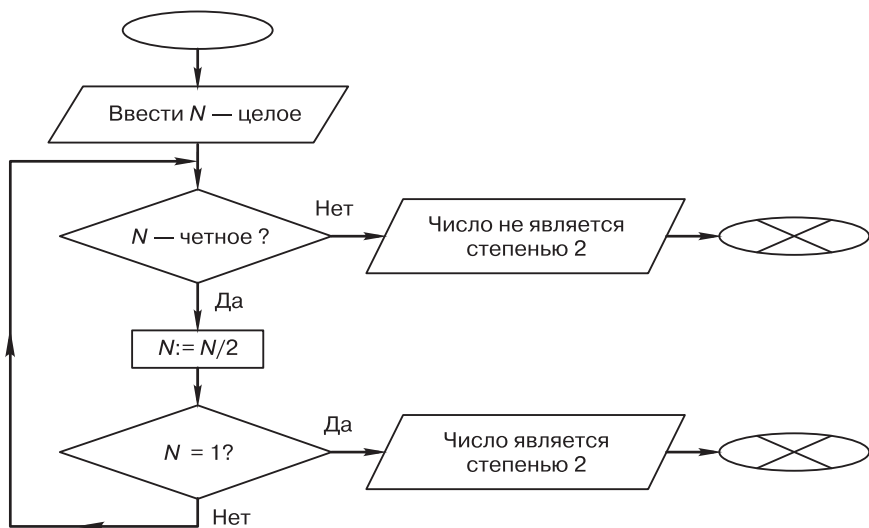 Ввести N — целое
N — четное ?
Нет
Число не является
степенью 2
Да
N:= N/2
N = 1?
Да
Число является
степенью 2
Нет